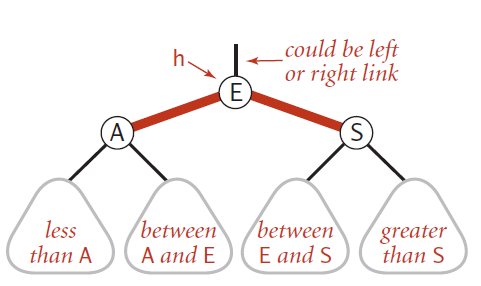 h
could be left
or right link
E
A
S
less
than A
between
A and E
between
E and S
greater
than S